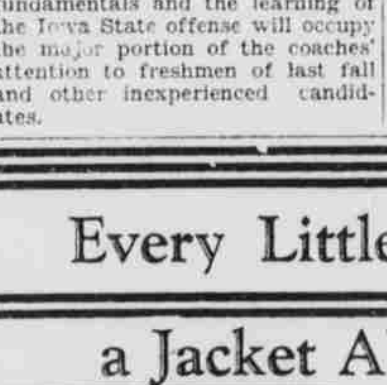 fundamentals and the learning of
the Iowa State offense will occupy
the major portion of the coaches'
attention to freshmen of last fall
and other inexperienced candid-
ates.
Every Little
a Jacket A